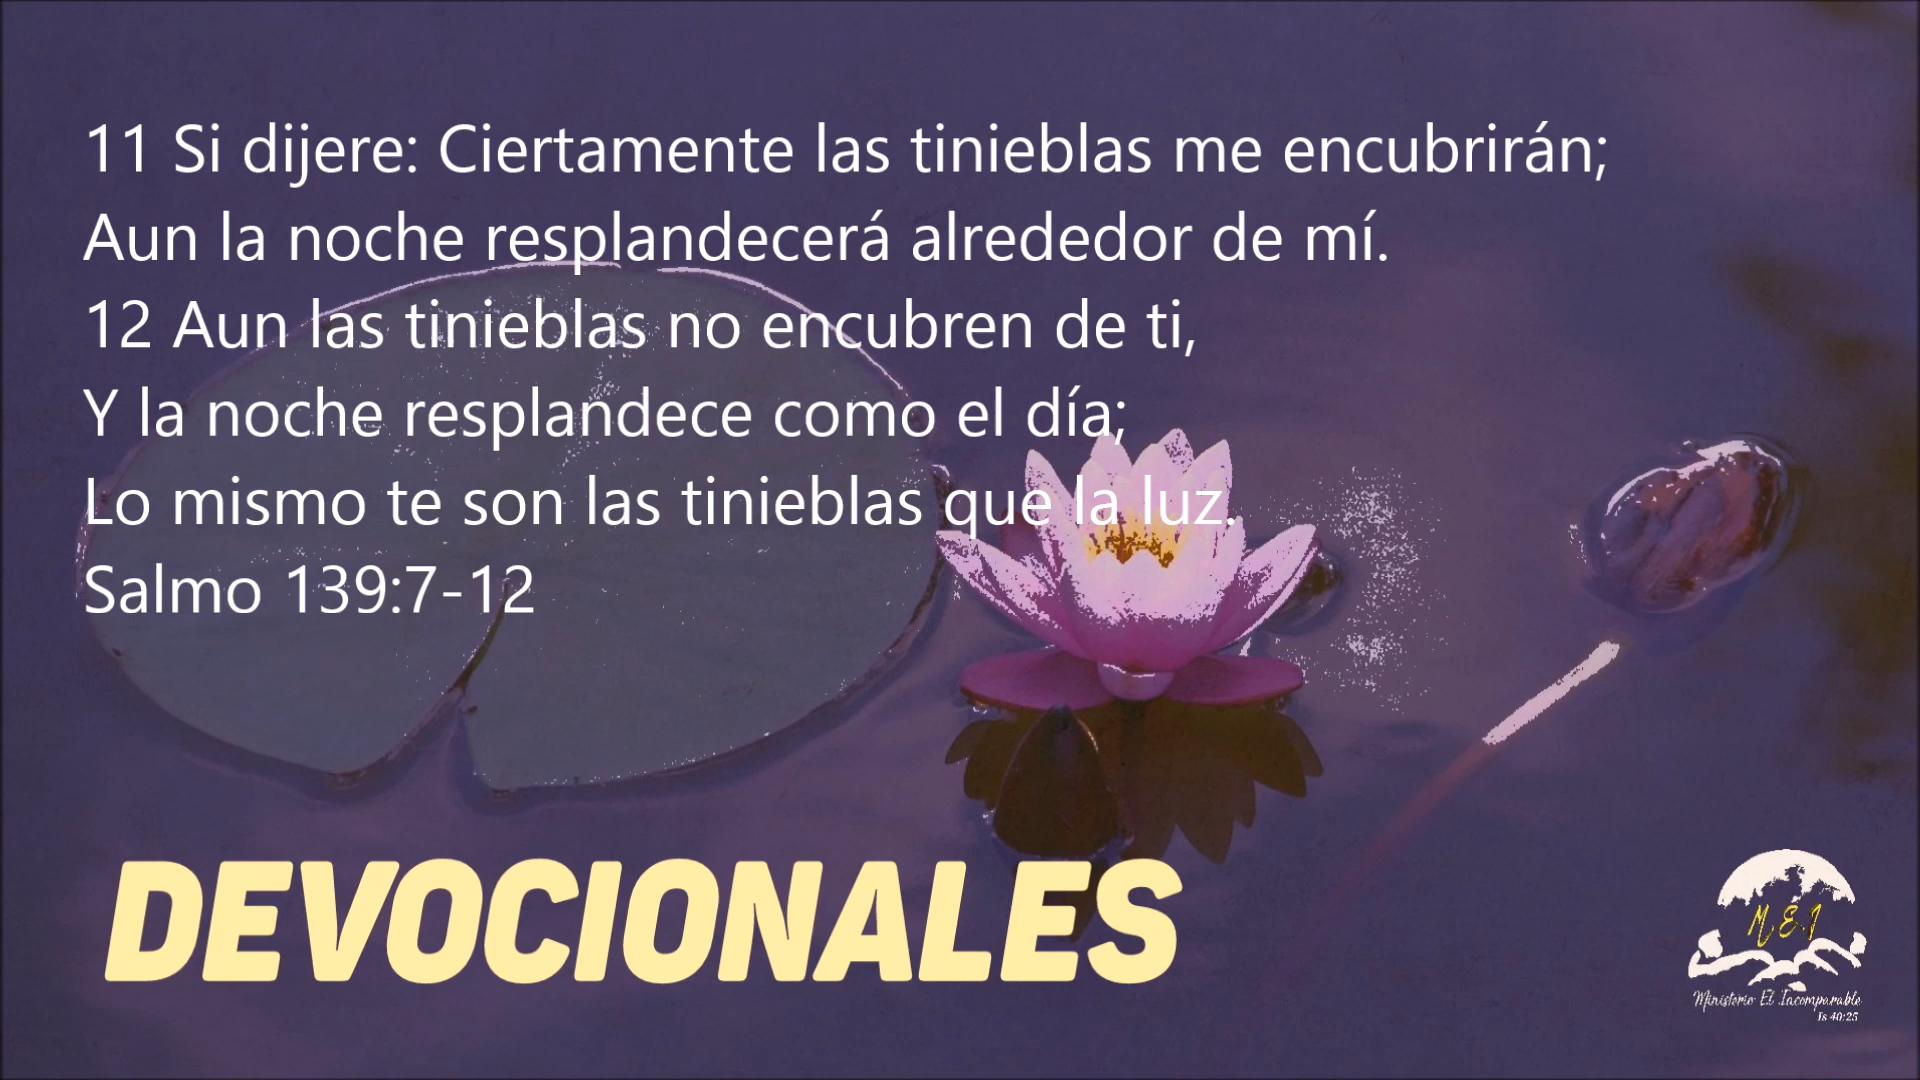 11 Si dijere: Ciertamente las tinieblas me encubrirán;
Aun la noche resplandecerá alrededor de mí.
12 Aun las tinieblas no encubren de ti,
Y la noche resplandece como el día;
Lo mismo te son las tinieblas que la luz.
Salmo 139:7-12
DEVOCIONALES
M E I
Ministerio El Incomparable
Is 40:25